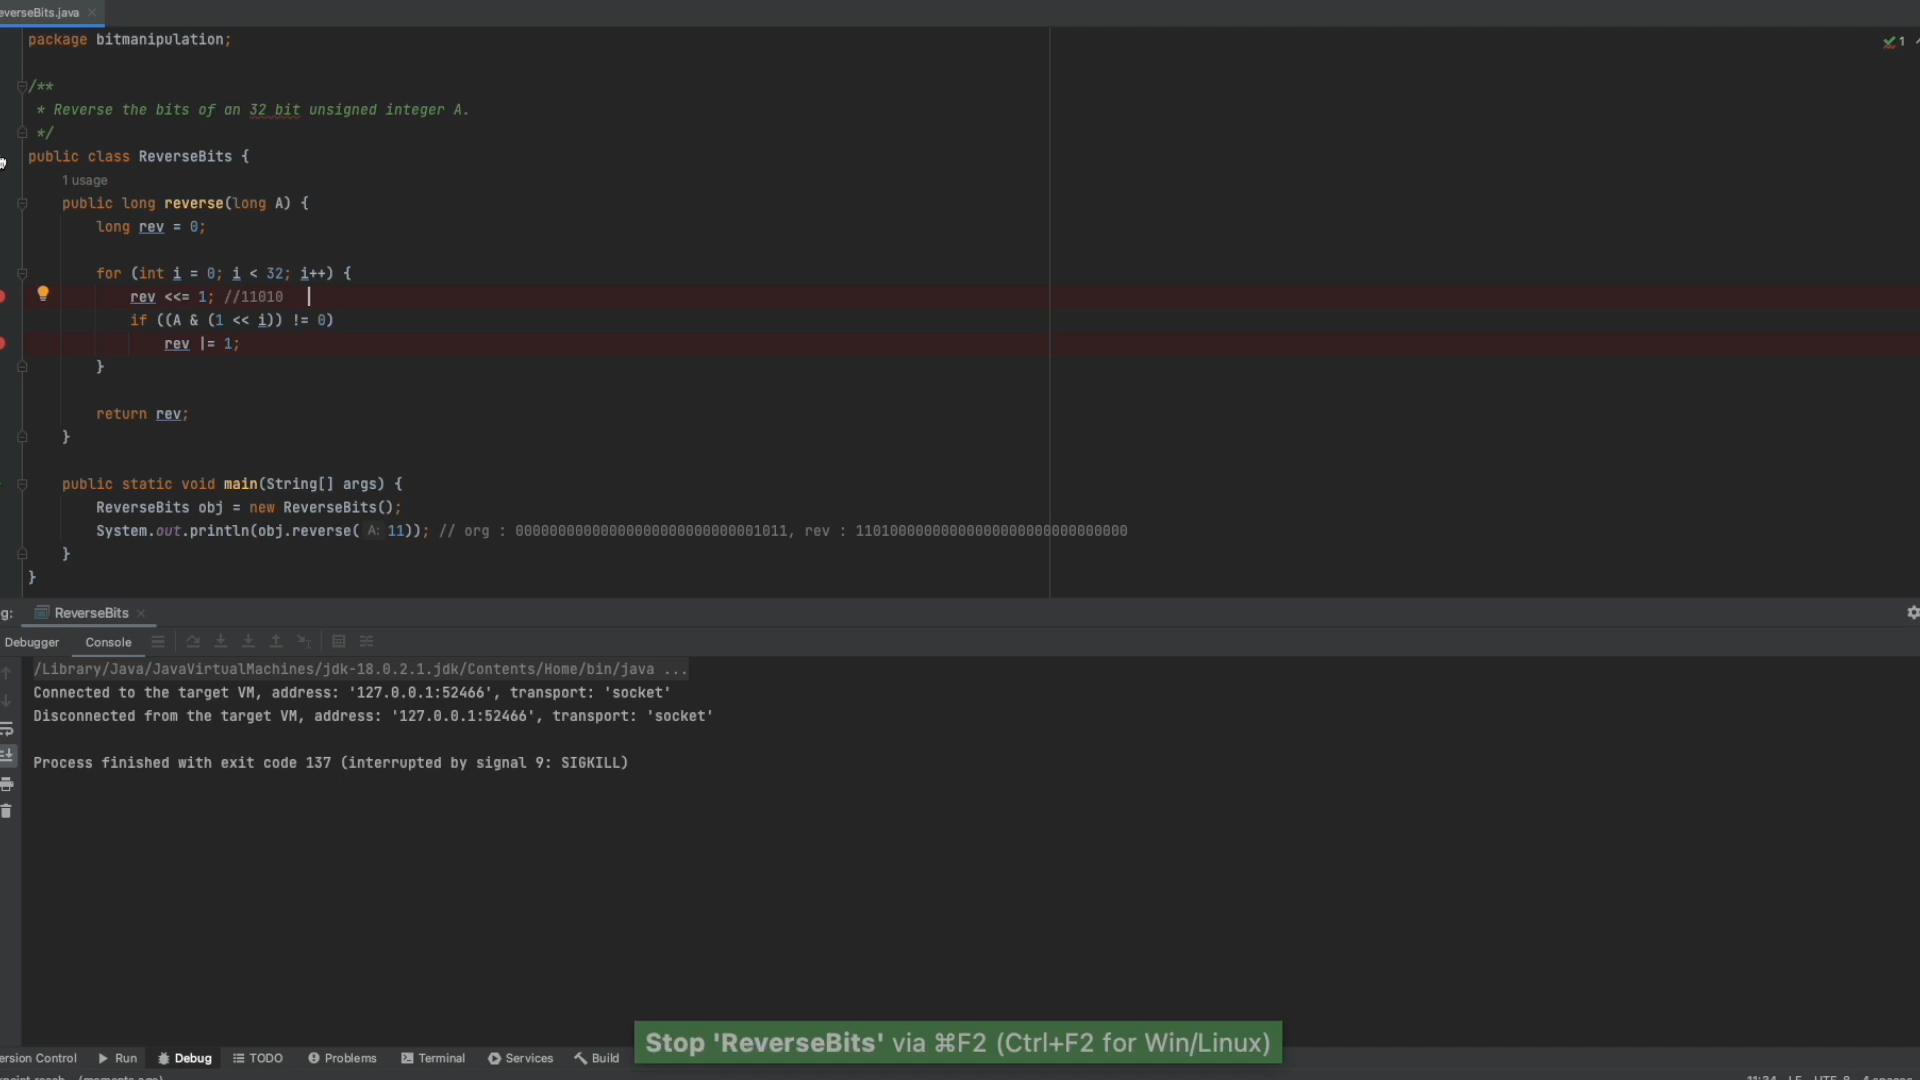 everseBits.java
package bitmanipulation;
1
/**
* Reverse the bits of an 32 bit unsigned integer A.
*/
public class ReverseBits {
1 usage
public long reverse(long A) {
long rev = 0;
for (int i = 0; i < 32; i++) {
rev <<= 1; //11010
if ((A & (1 << i)) != 0)
rev |= 1;
}
return rev;
}
public static void main(String[] args) {
ReverseBits obj = new ReverseBits();
System.out.println(obj.reverse( A: 11)); // org : 00000000000000000000000000001011, rev : 11010000000000000000000000000000
}
}
g: ReverseBits
Debugger Console
/Library/Java/JavaVirtualMachines/jdk-18.0.2.1.jdk/Contents/Home/bin/java ...
Connected to the target VM, address: '127.0.0.1:52466', transport: 'socket'
Disconnected from the target VM, address: '127.0.0.1:52466', transport: 'socket'
Process finished with exit code 137 (interrupted by signal 9: SIGKILL)
Stop 'ReverseBits' via ⌘F2 (Ctrl+F2 for Win/Linux)
ersion Control Run Debug TODO Problems Terminal Services Build